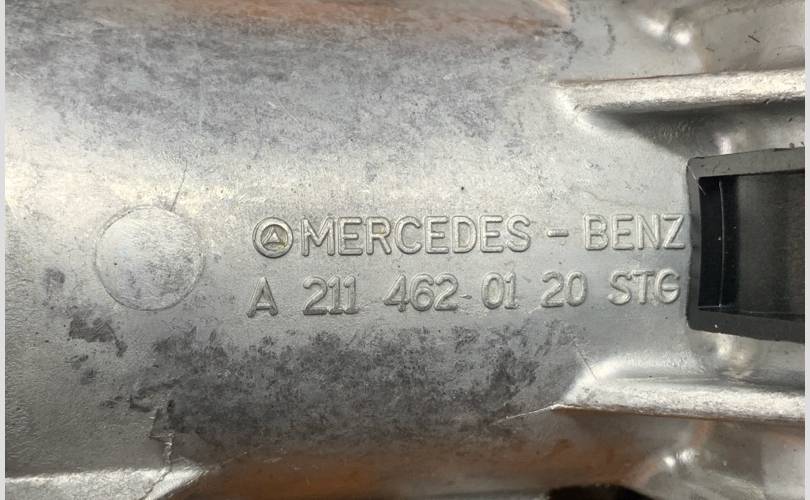 MERCEDES - BENZ
A 211 462 01 20 STG